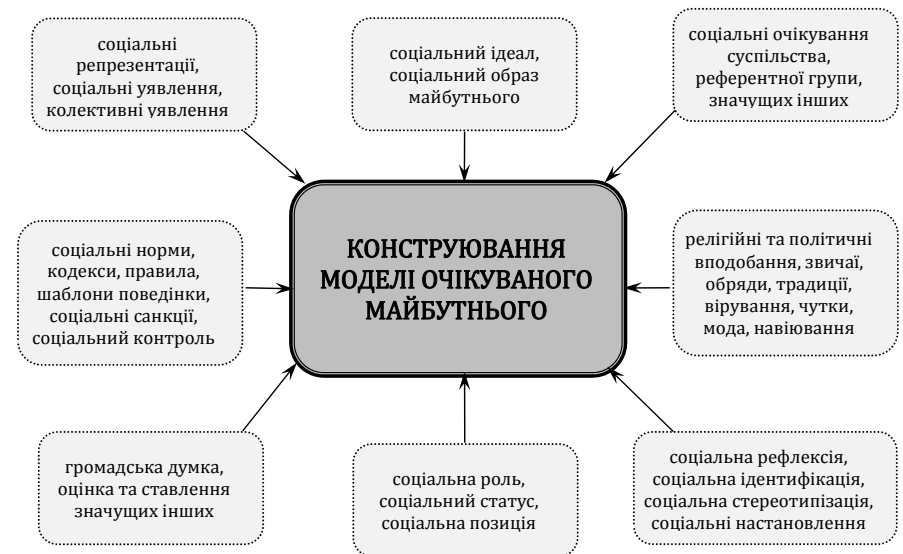 соціальні
репрезентації,
соціальні уявлення,
колективні уявлення
соціальний ідеал,
соціальний образ
майбутнього
соціальні очікування
суспільства,
референтної групи,
значущих інших
соціальні норми,
кодекси, правила,
шаблони поведінки,
соціальні санкції,
соціальний контроль
КОНСТРУЮВАННЯ
МОДЕЛІ ОЧІКУВАНОГО
МАЙБУТНЬОГО
релігійні та політичні
вподобання, звичаї,
обряди, традиції,
вірування, чутки,
мода, навіювання
громадська думка,
оцінка та ставлення
значущих інших
соціальна роль,
соціальний статус,
соціальна позиція
соціальна рефлексія,
соціальна ідентифікація,
соціальна стереотипізація,
соціальні настановлення